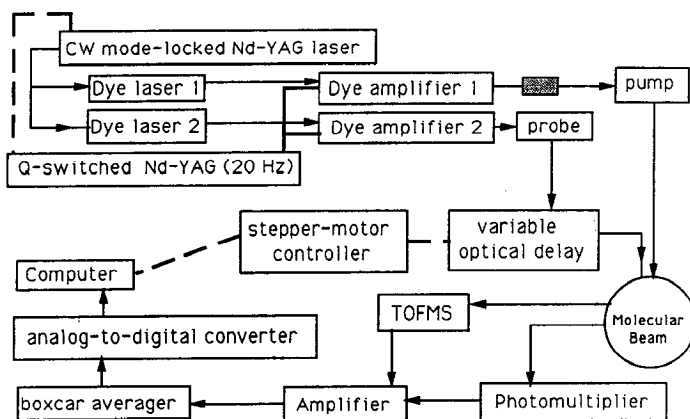 CW mode-locked Nd-YAG laser
Dye laser 1
Dye amplifier 1
pump
Dye laser 2
Dye amplifier 2
probe
Q-switched Nd-YAG (20 Hz)
stepper-motor
controller
variable
optical delay
Computer
TOFMS
Molecular
Beam
analog-to-digital converter
boxcar averager
Amplifier
Photomultiplier